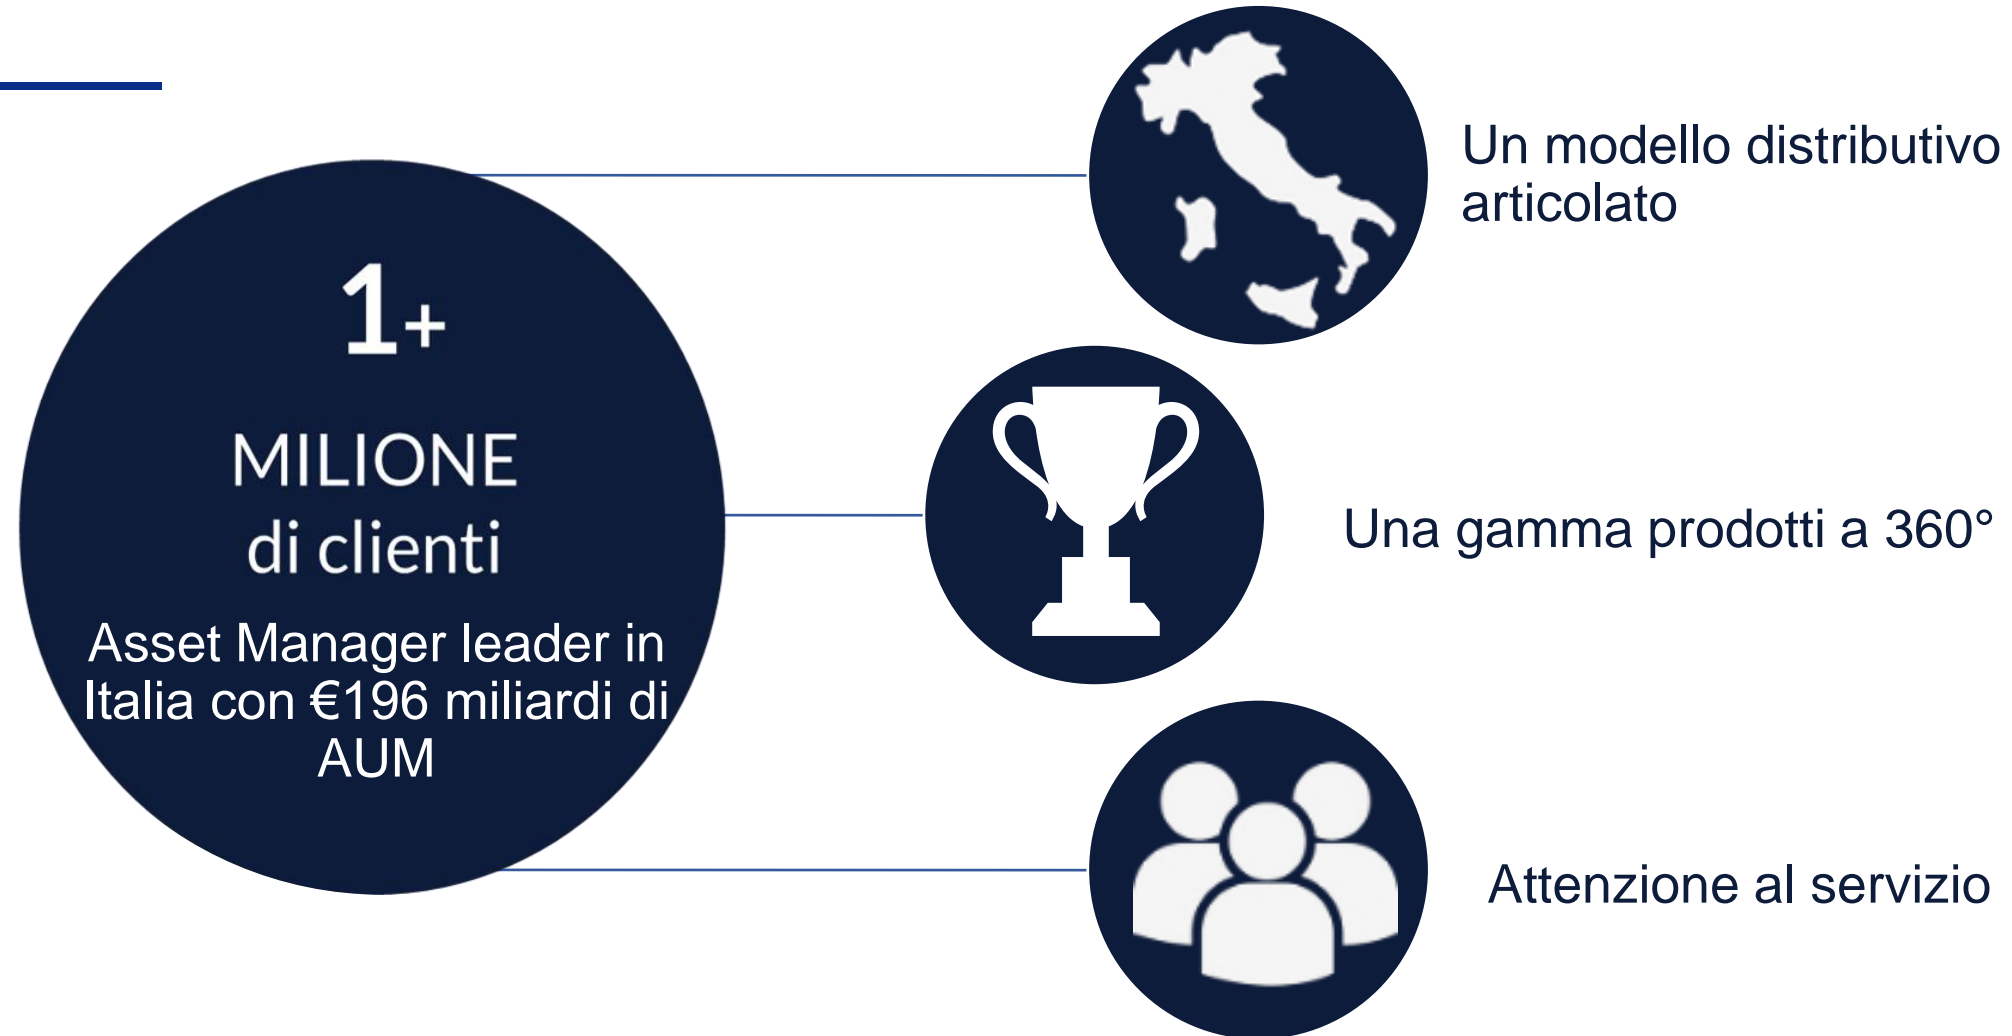 1+
MILIONE
di clienti
Asset Manager leader in
Italia con €196 miliardi di
AUM
Un modello distributivo
articolato
Una gamma prodotti a 360°
Attenzione al servizio